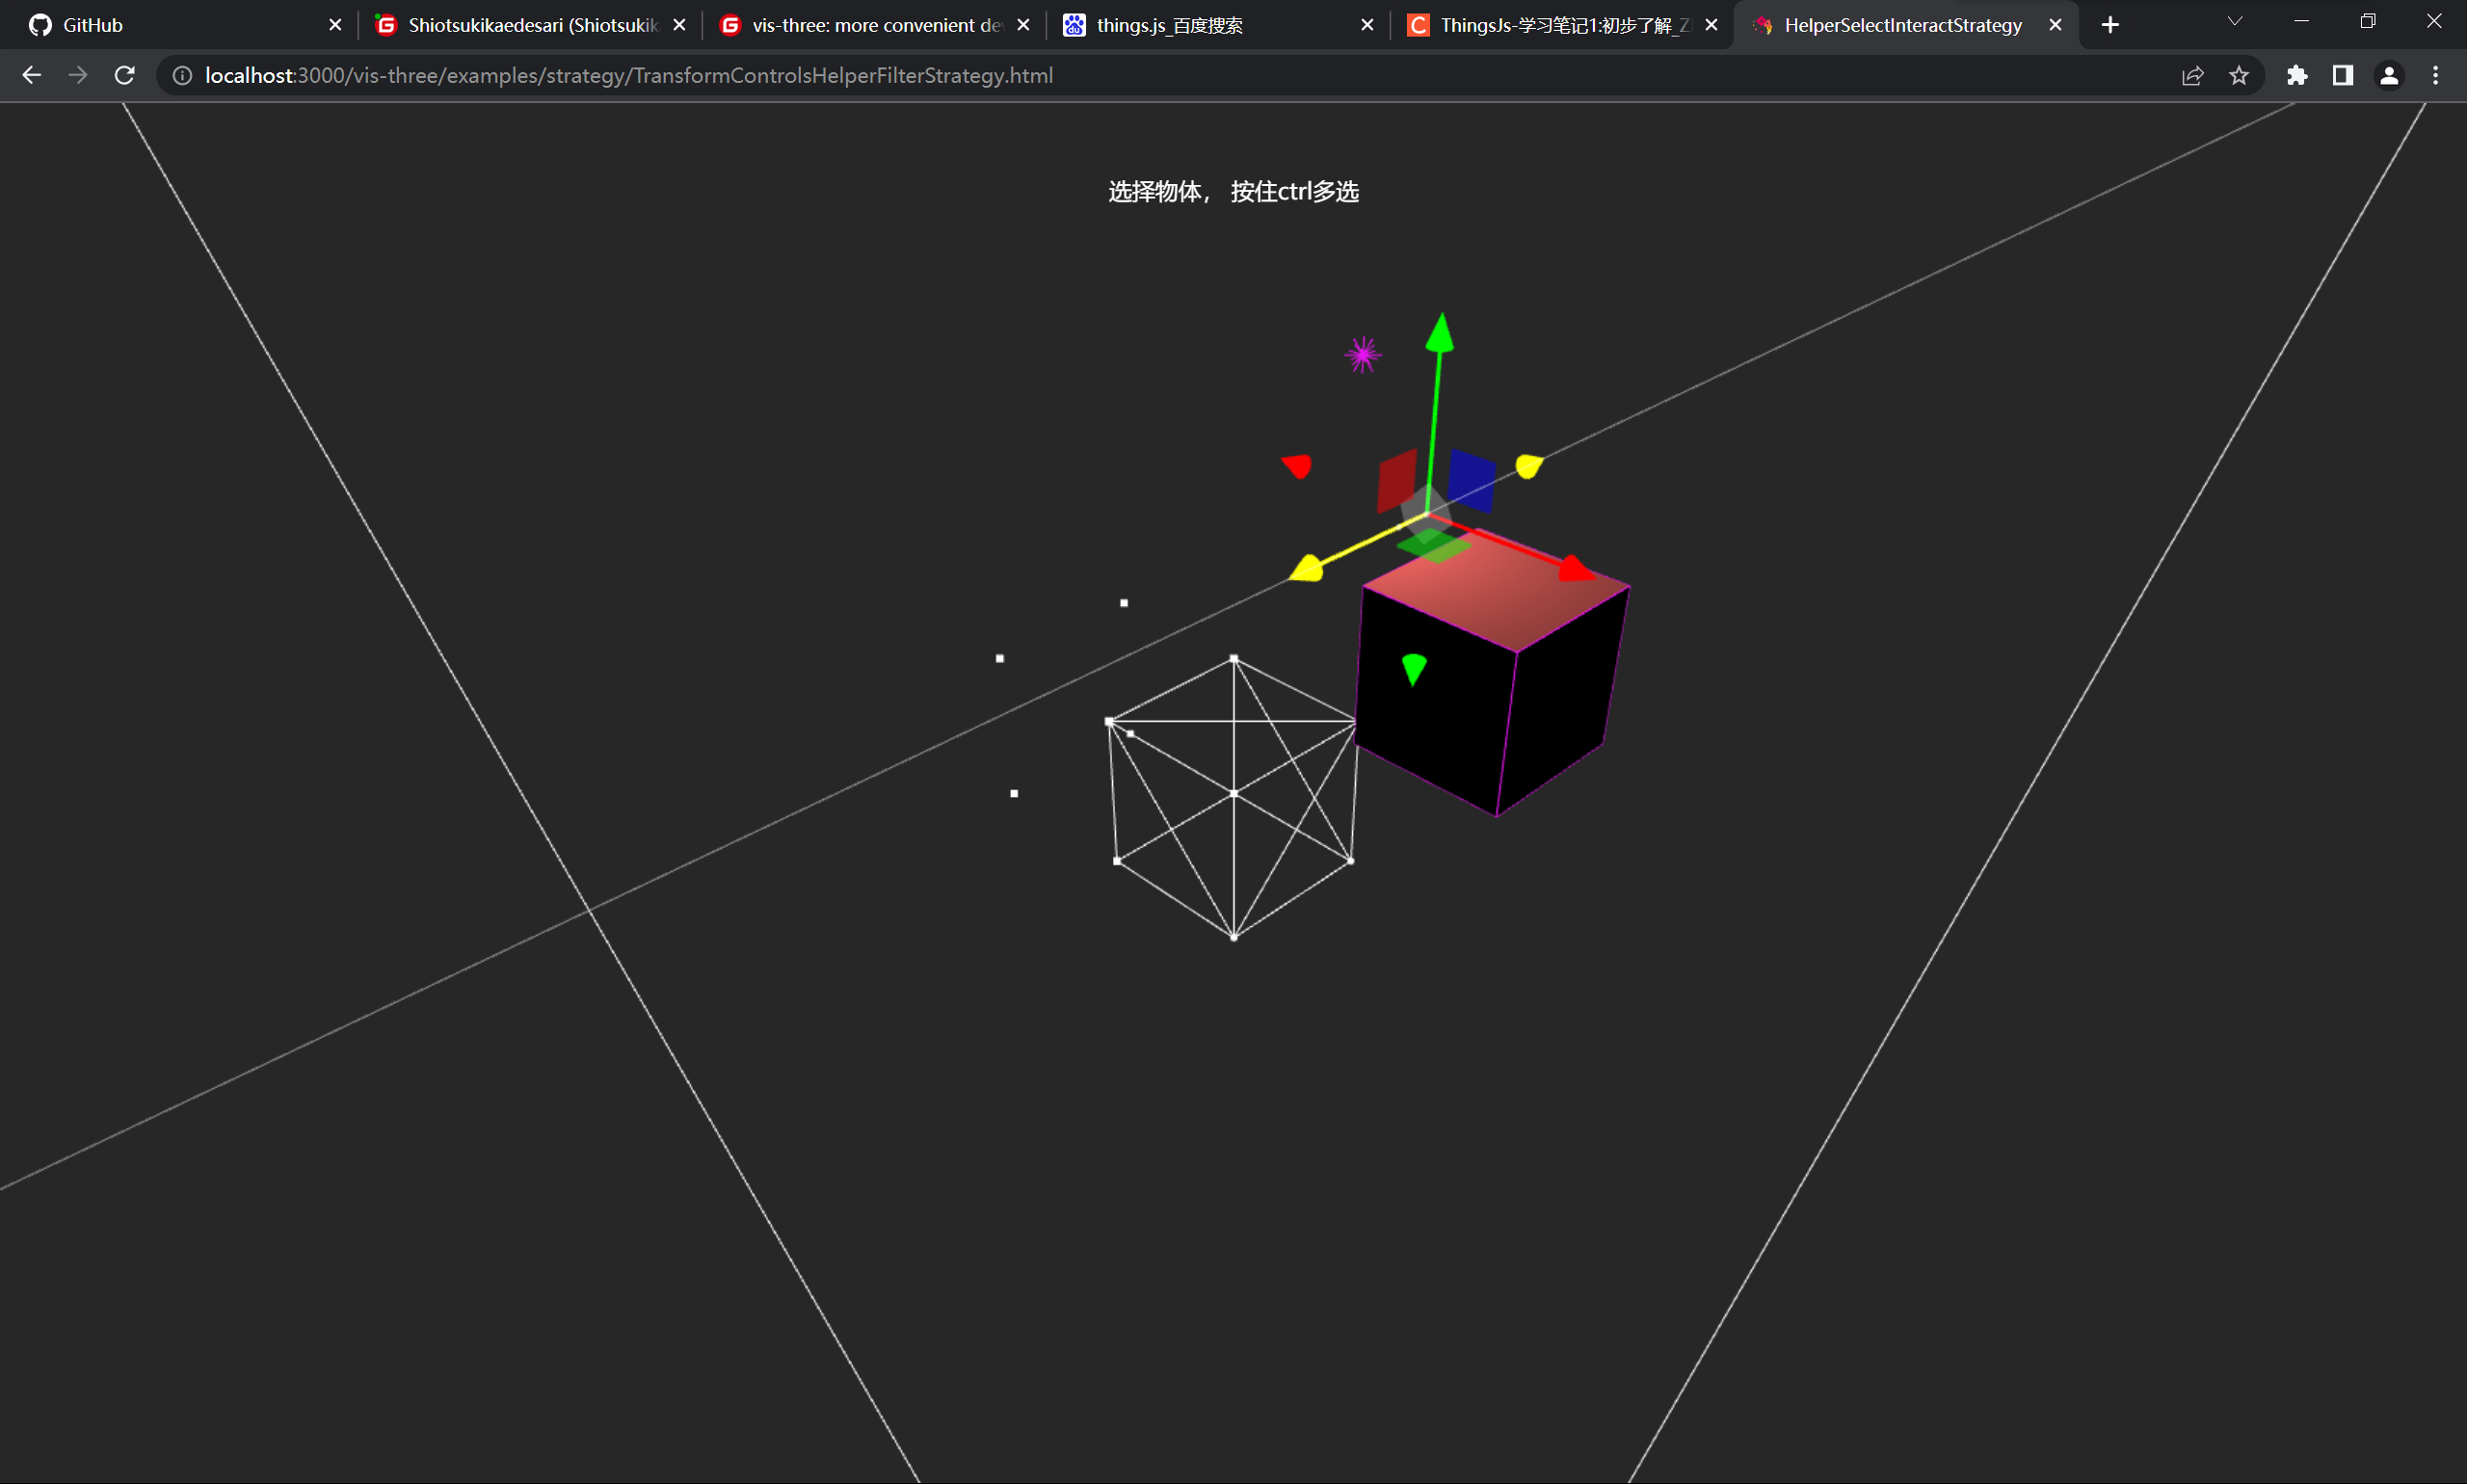 GitHub
Shiotsukikaedesari (Shiotsuki
vis-three: more convenient de
things.js_百度搜索
ThingsJs-学习笔记1:初步了解_Z
HelperSelectInteractStrategy
localhost:3000/vis-three/examples/strategy/TransformControlsHelperFilterStrategy.html
选择物体， 按住ctrl多选